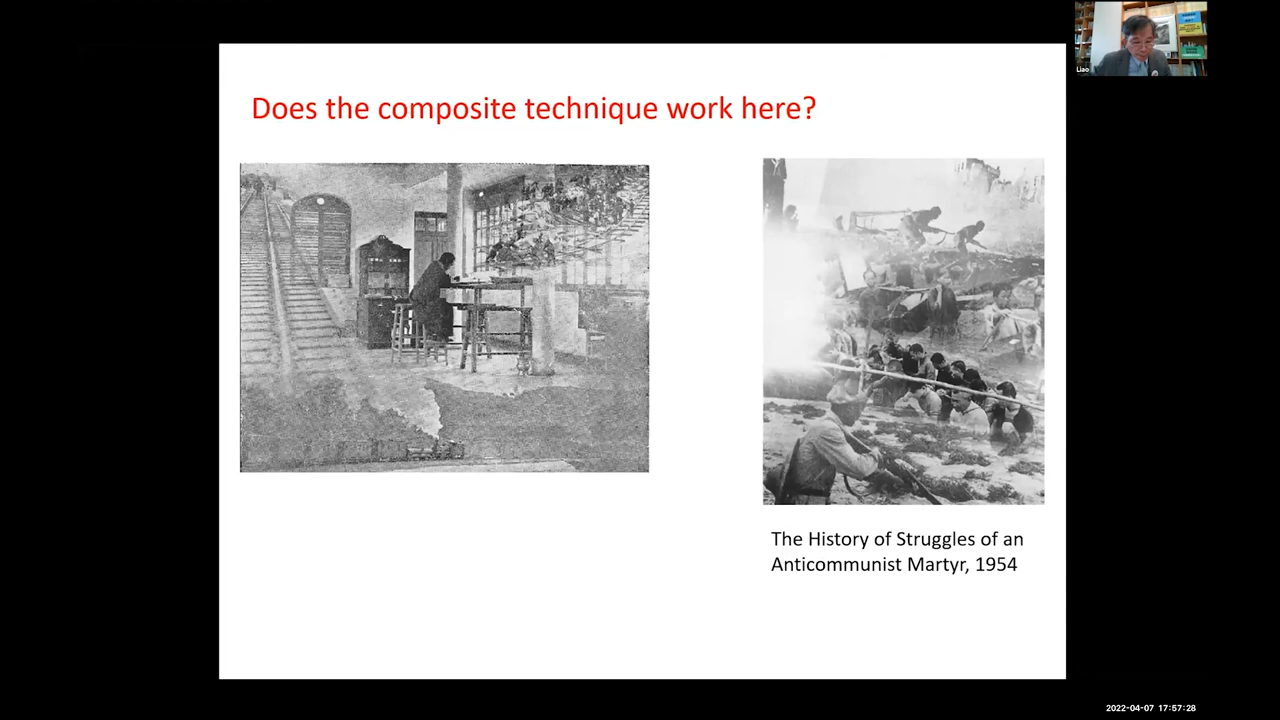 Does the composite technique work here?
Liao
The History of Struggles of an
Anticommunist Martyr, 1954
2022-04-07 17:57:28